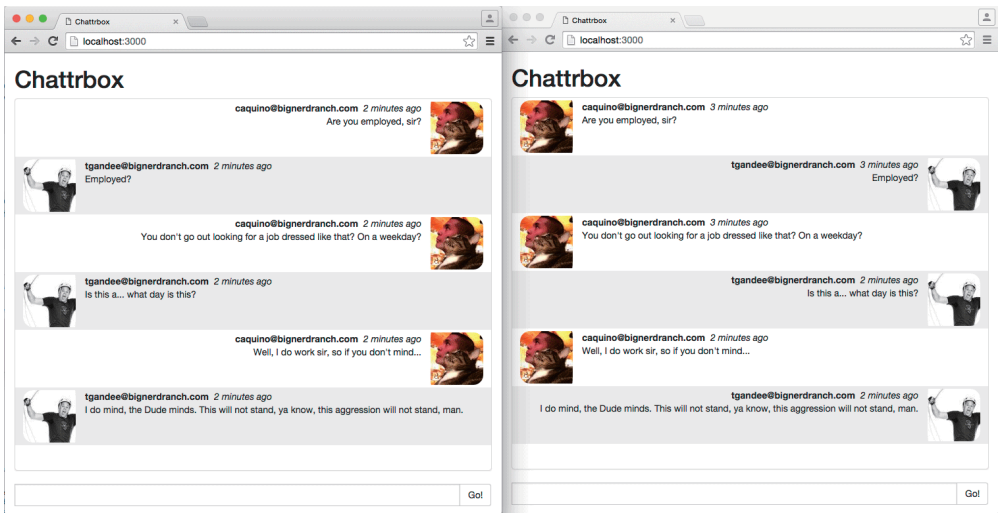 Chattrbox
localhost:3000
Chattrbox
caquino@bignerdranch.com 2 minutes ago
Are you employed, sir?
tgandee@bignerdranch.com 2 minutes ago
Employed?
caquino@bignerdranch.com 2 minutes ago
You don't go out looking for a job dressed like that? On a weekday?
tgandee@bignerdranch.com 2 minutes ago
Is this a... what day is this?
caquino@bignerdranch.com 2 minutes ago
Well, I do work sir, so if you don't mind...
tgandee@bignerdranch.com 2 minutes ago
I do mind, the Dude minds. This will not stand, ya know, this aggression will not stand, man.
Go!
Chattrbox
localhost:3000
Chattrbox
caquino@bignerdranch.com 3 minutes ago
Are you employed, sir?
tgandee@bignerdranch.com 3 minutes ago
Employed?
caquino@bignerdranch.com 3 minutes ago
You don't go out looking for a job dressed like that? On a weekday?
tgandee@bignerdranch.com 2 minutes ago
Is this a... what day is this?
caquino@bignerdranch.com 2 minutes ago
Well, I do work sir, so if you don't mind...
tgandee@bignerdranch.com 2 minutes ago
I do mind, the Dude minds. This will not stand, ya know, this aggression will not stand, man.
Go!